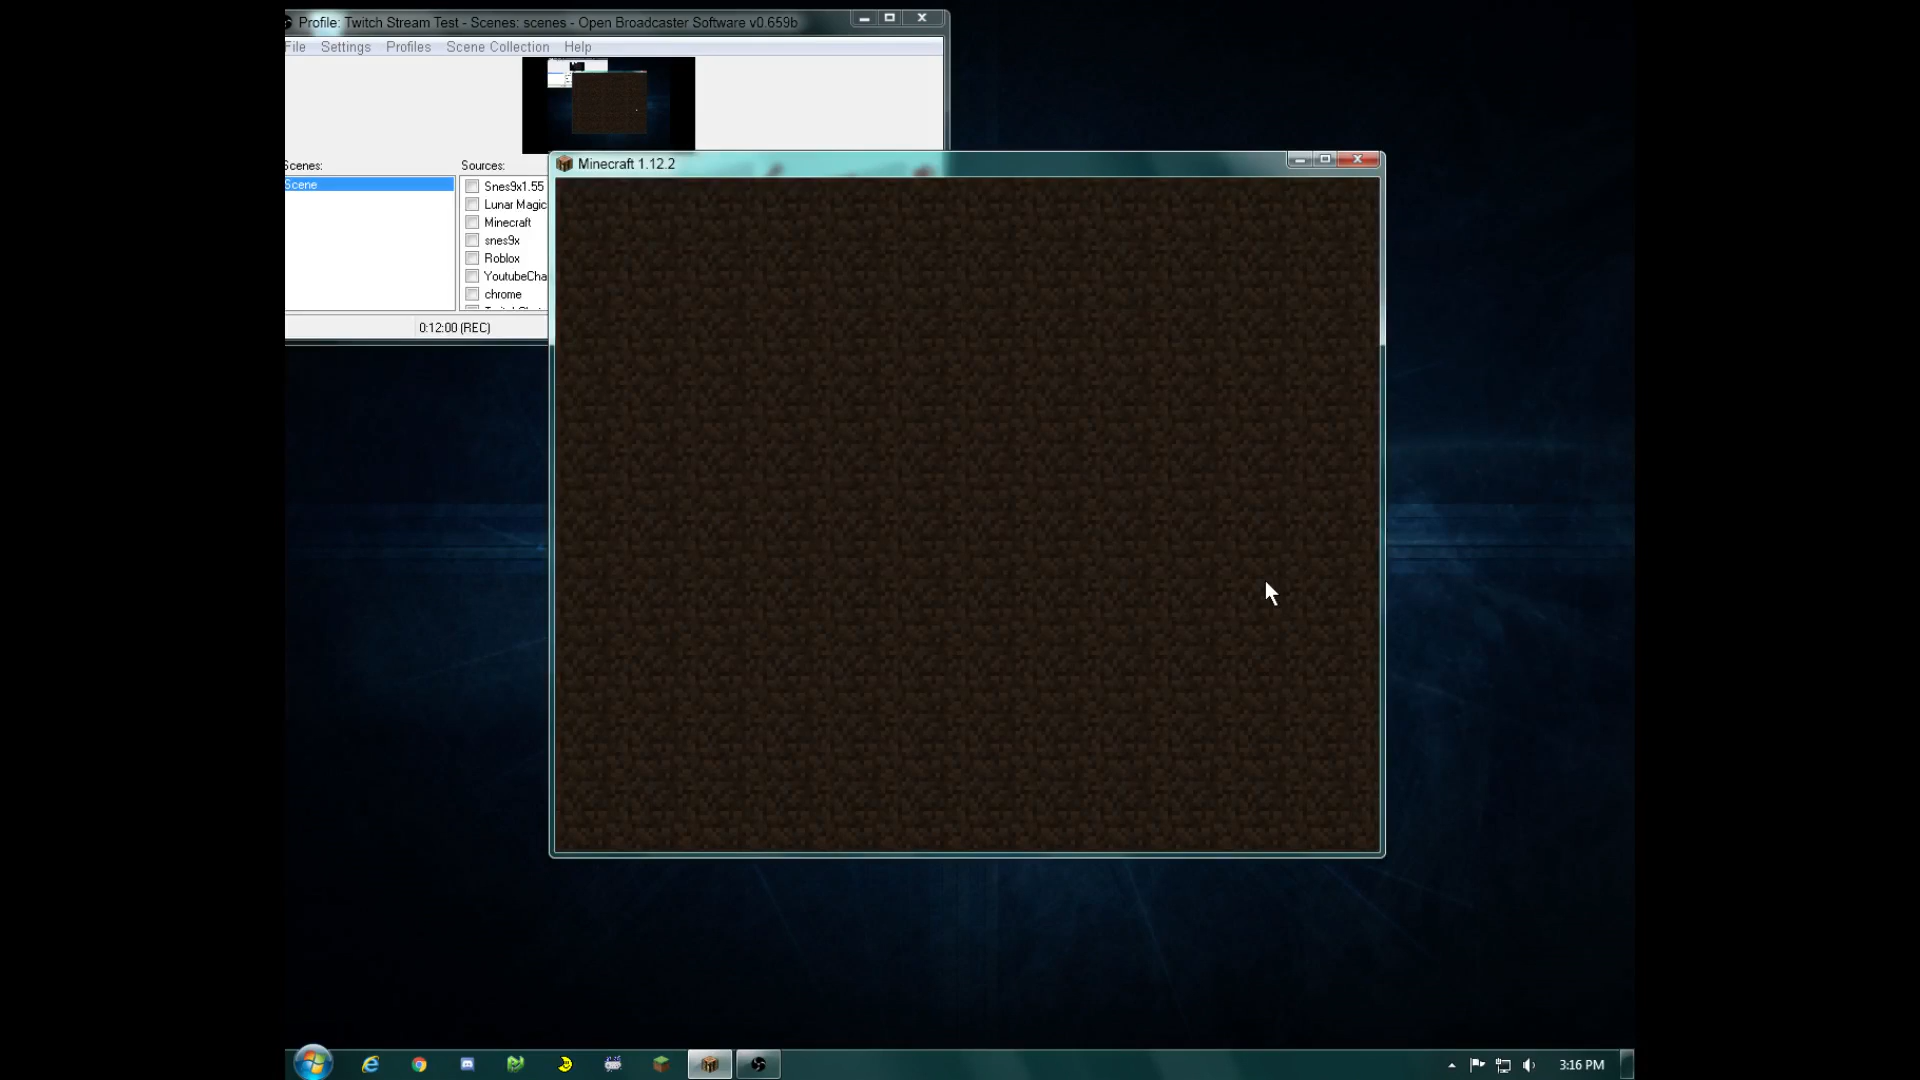 Profile: Twitch Stream Test - Scenes: scenes - Open Broadcaster Software v0.659b
File Settings Profiles Scene Collection Help
Scenes:
Scene
Sources:
Snes9x1.55
Lunar Magic
Minecraft
snes9x
Roblox
YoutubeCha
chrome
0:12:00 (REC)
Minecraft 1.12.2
3:16 PM